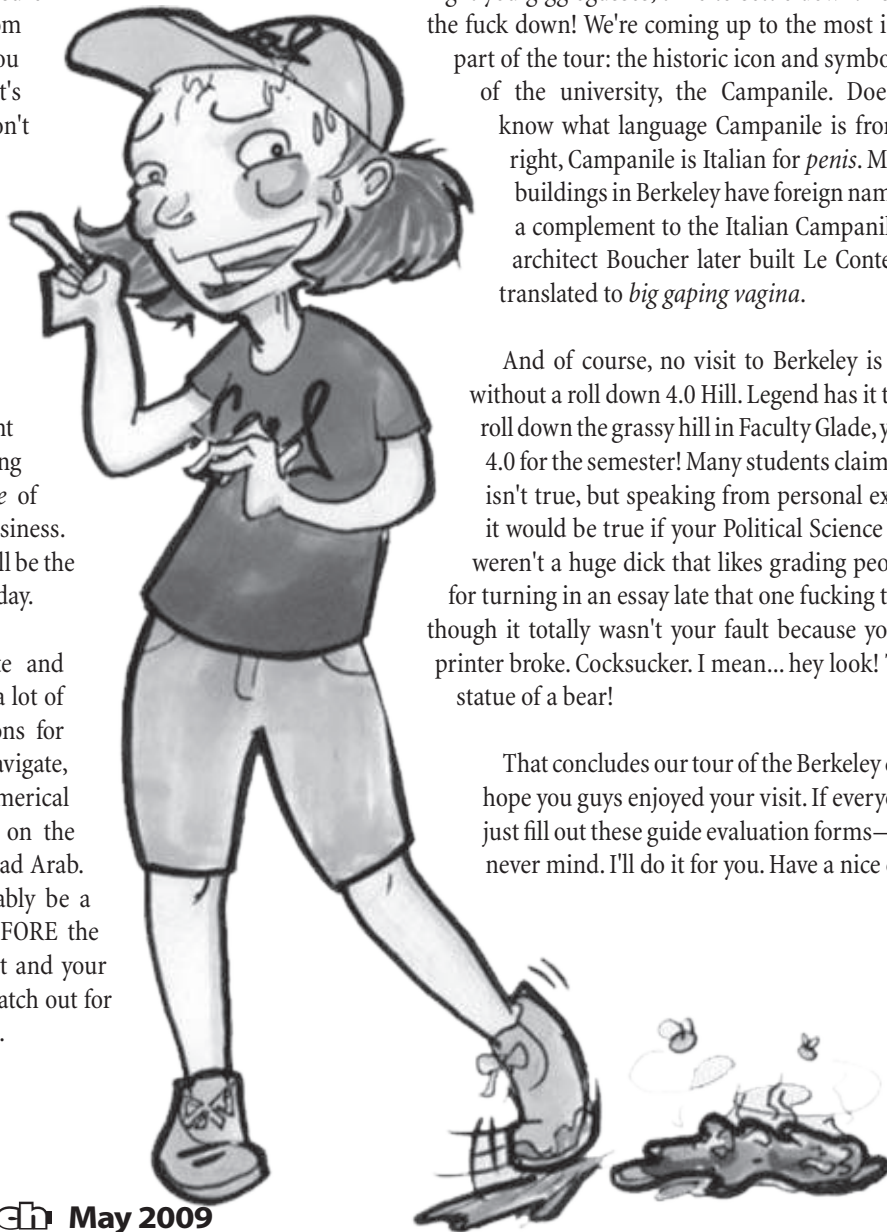 om
ou
t's
on't
nt
ng
e of
siness.
ll be the
day.
te and
a lot of
ons for
avigate,
merical
on the
ad Arab.
ably be a
FORE the
t and your
atch out for
.
Cal
the fuck down! We're coming up to the most i
part of the tour: the historic icon and symbo
of the university, the Campanile. Doe
know what language Campanile is fro
right, Campanile is Italian for penis. M
buildings in Berkeley have foreign nam
a complement to the Italian Campanil
architect Boucher later built Le Conte
translated to big gaping vagina.
And of course, no visit to Berkeley is
without a roll down 4.0 Hill. Legend has it t
roll down the grassy hill in Faculty Glade, y
4.0 for the semester! Many students claim
isn't true, but speaking from personal ex
it would be true if your Political Science
weren't a huge dick that likes grading peo
for turning in an essay late that one fucking t
though it totally wasn't your fault because yo
printer broke. Cocksucker. I mean... hey look! T
statue of a bear!
That concludes our tour of the Berkeley c
hope you guys enjoyed your visit. If every
just fill out these guide evaluation forms—
never mind. I'll do it for you. Have a nice
ch May 2009